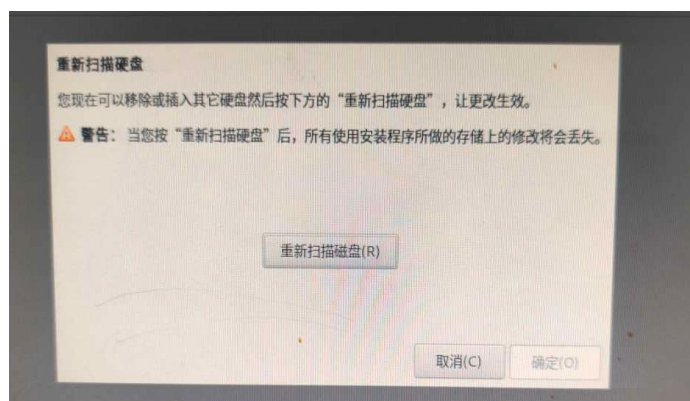 重新扫描硬盘
您现在可以移除或插入其它硬盘然后按下方的“重新扫描硬盘”，让更改生效。
警告：当您按“重新扫描硬盘”后，所有使用安装程序所做的存储上的修改将会丢失。
重新扫描磁盘(R)
取消(C)
确定(O)